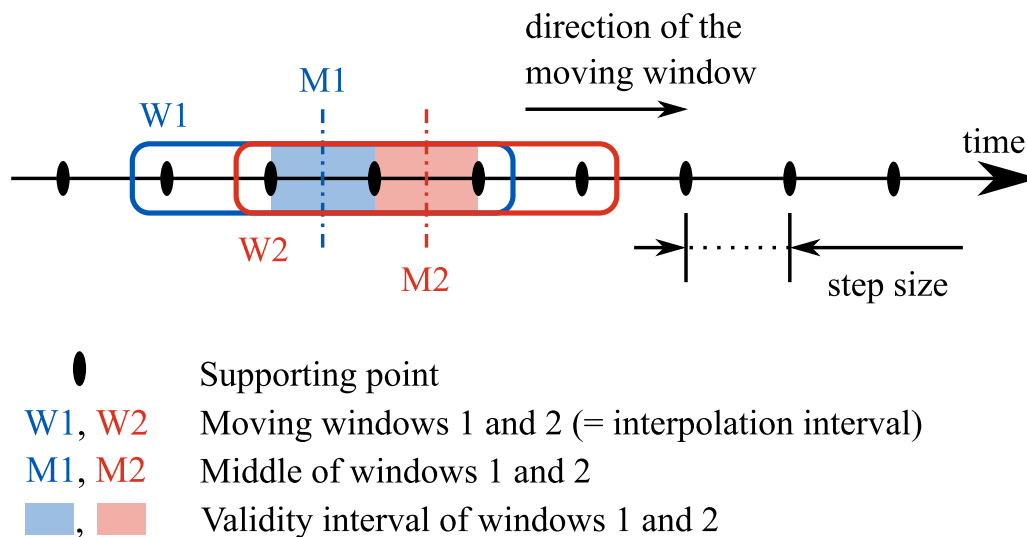 direction of the
moving window
M1
W1
time
W2
M2
step size
Supporting point
W1, W2 Moving windows 1 and 2 (= interpolation interval)
M1, M2 Middle of windows 1 and 2
, Validity interval of windows 1 and 2